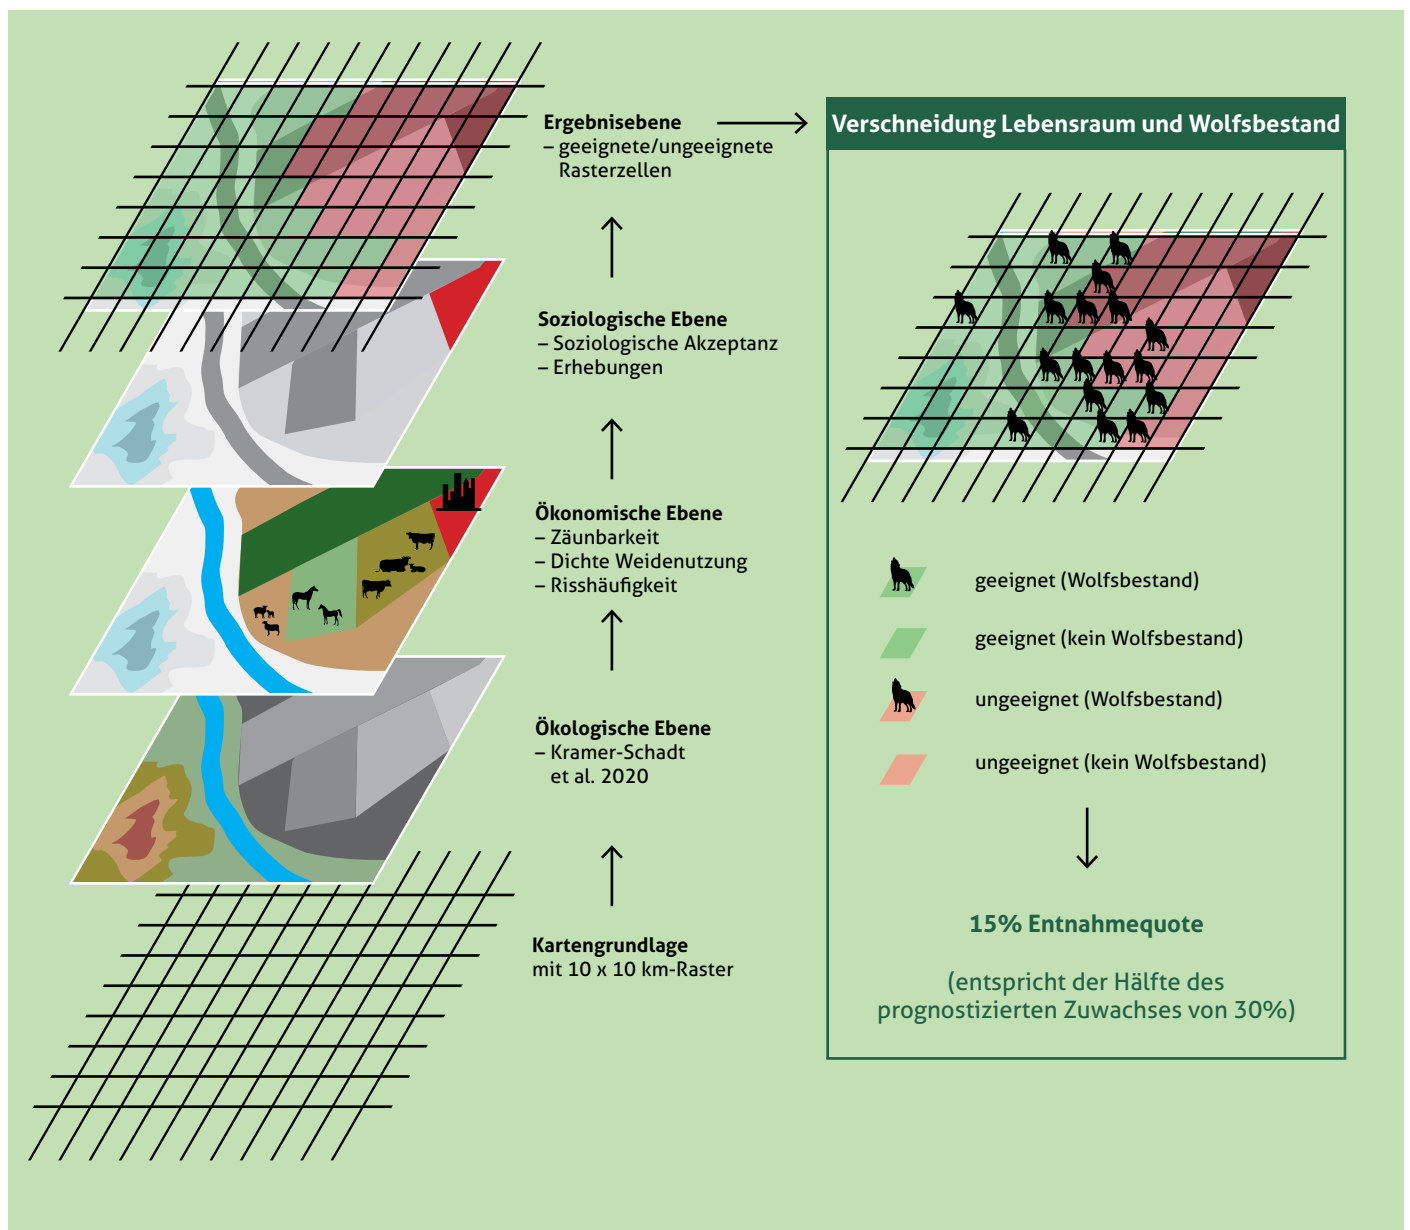 Ergebnisebene
– geeignete/ungeeignete
Rasterzellen
Soziologische Ebene
– Soziologische Akzeptanz
– Erhebungen
Ökonomische Ebene
– Zäunbarkeit
– Dichte Weidenutzung
– Risshäufigkeit
Ökologische Ebene
– Kramer-Schadt
et al. 2020
Kartengrundlage
mit 10 x 10 km-Raster
Verschneidung Lebensraum und Wolfsbestand
geeignet (Wolfsbestand)
geeignet (kein Wolfsbestand)
ungeeignet (Wolfsbestand)
ungeeignet (kein Wolfsbestand)
15% Entnahmequote
(entspricht der Hälfte des
prognostizierten Zuwachses von 30%)